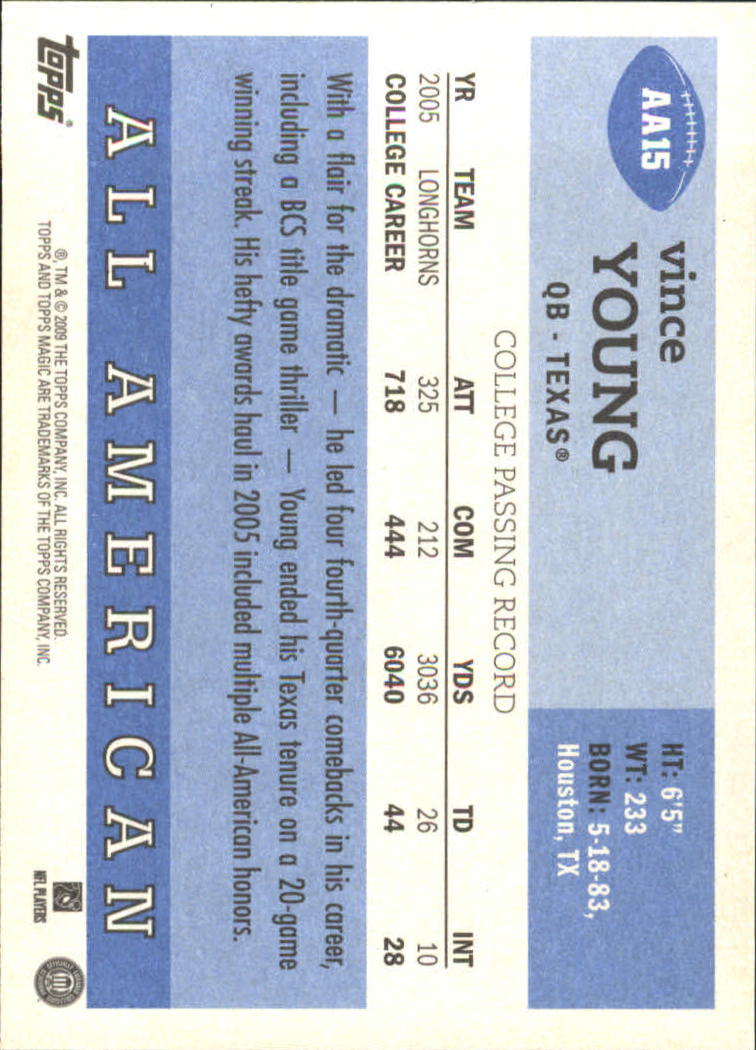 AA15
vince
YOUNG
QB - TEXAS®
HT: 6'5"
WT: 233
BORN: 5-18-83,
Houston, TX
COLLEGE PASSING RECORD
YR TEAM ATT COM YDS TD INT
2005 LONGHORNS 325 212 3036 26 10
COLLEGE CAREER 718 444 6040 44 28
With a flair for the dramatic — he led four fourth-quarter comebacks in his career,
including a BCS title game thriller — Young ended his Texas tenure on a 20-game
winning streak. His hefty awards haul in 2005 included multiple All-American honors.
ALL AMERICAN
topps®
®, TM & © 2009 THE TOPPS COMPANY, INC. ALL RIGHTS RESERVED.
TOPPS AND TOPPS MAGIC ARE TRADEMARKS OF THE TOPPS COMPANY, INC.
NFL PLAYERS